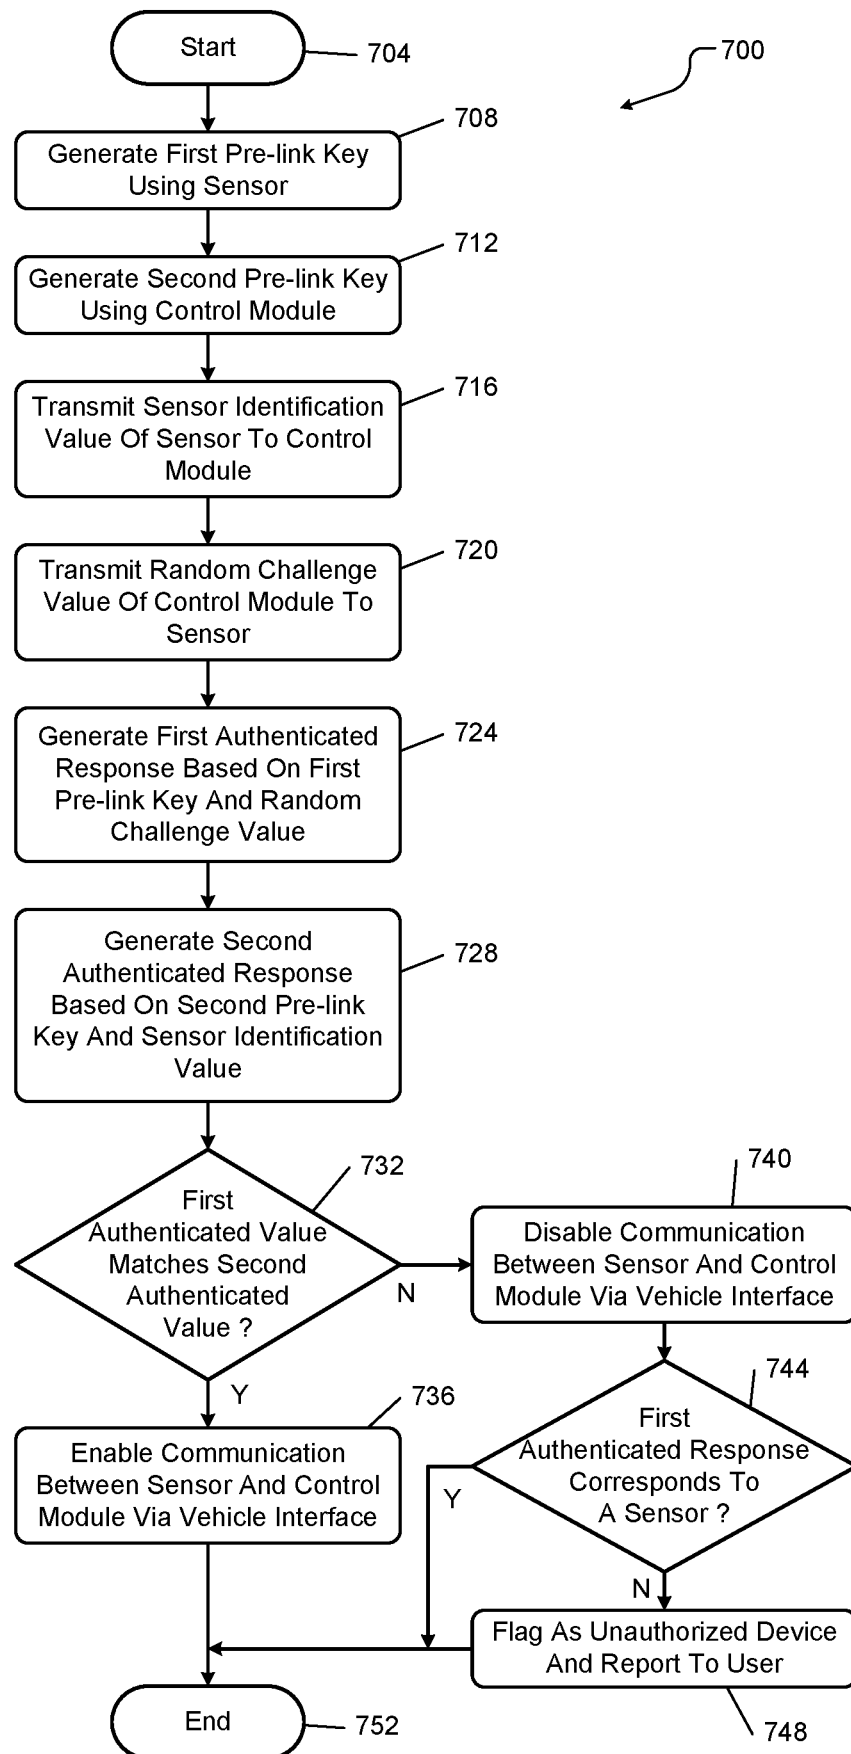 Start
704
700
708
Generate First Pre-link Key
Using Sensor
712
Generate Second Pre-link Key
Using Control Module
716
Transmit Sensor Identification
Value Of Sensor To Control
Module
720
Transmit Random Challenge
Value Of Control Module To
Sensor
724
Generate First Authenticated
Response Based On First
Pre-link Key And Random
Challenge Value
728
Generate Second
Authenticated Response
Based On Second Pre-link
Key And Sensor Identification
Value
732
First
Authenticated Value
Matches Second
Authenticated
Value ?
N
Y
740
Disable Communication
Between Sensor And Control
Module Via Vehicle Interface
736
Enable Communication
Between Sensor And Control
Module Via Vehicle Interface
744
First
Authenticated Response
Corresponds To
A Sensor ?
Y
N
Flag As Unauthorized Device
And Report To User
748
End
752